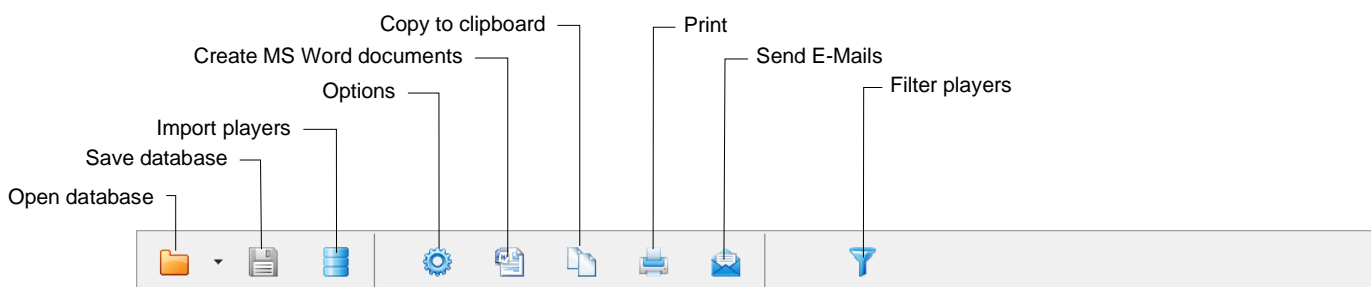 Copy to clipboard
Print
Create MS Word documents
Send E-Mails
Options
Filter players
Import players
Save database
Open database